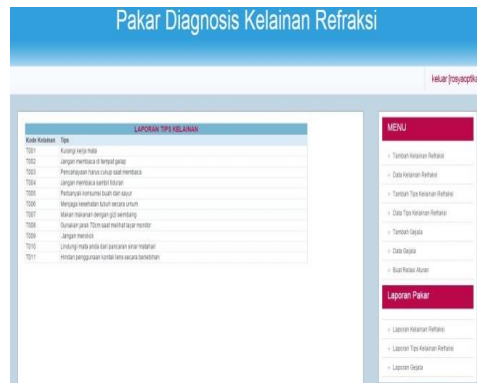 Pakar Diagnosis Kelainan Refraksi
keluar [rosyaoptika
LAPORAN TIPS KELAINAN
Kode Kelainan Tips
T001 Kurangi kerja mata
T002 Jangan membaca di tempat gelap
T003 Pencahayaan harus cukup saat membaca
T004 Jangan membaca sambil tiduran
T005 Perbanyak konsumsi buah dan sayur
T006 Menjaga kesehatan tubuh secara umum
T007 Makan makanan dengan gizi seimbang
T008 Gunakan jarak 70cm saat melihat layar monitor
T009 Jangan merokok
T010 Lindungi mata anda dari pancaran sinar matahari
T011 Hindari penggunaan kontak lens secara berlebihan
MENU
Tambah Kelainan Refraksi
Data Kelainan Refraksi
Tambah Tips Kelainan Refraksi
Data Tips Kelainan Refraksi
Tambah Gejala
Data Gejala
Buat Relasi Aturan
Laporan Pakar
Laporan Kelainan Refraksi
Laporan Tips Kelainan Refraksi
Laporan Gejala